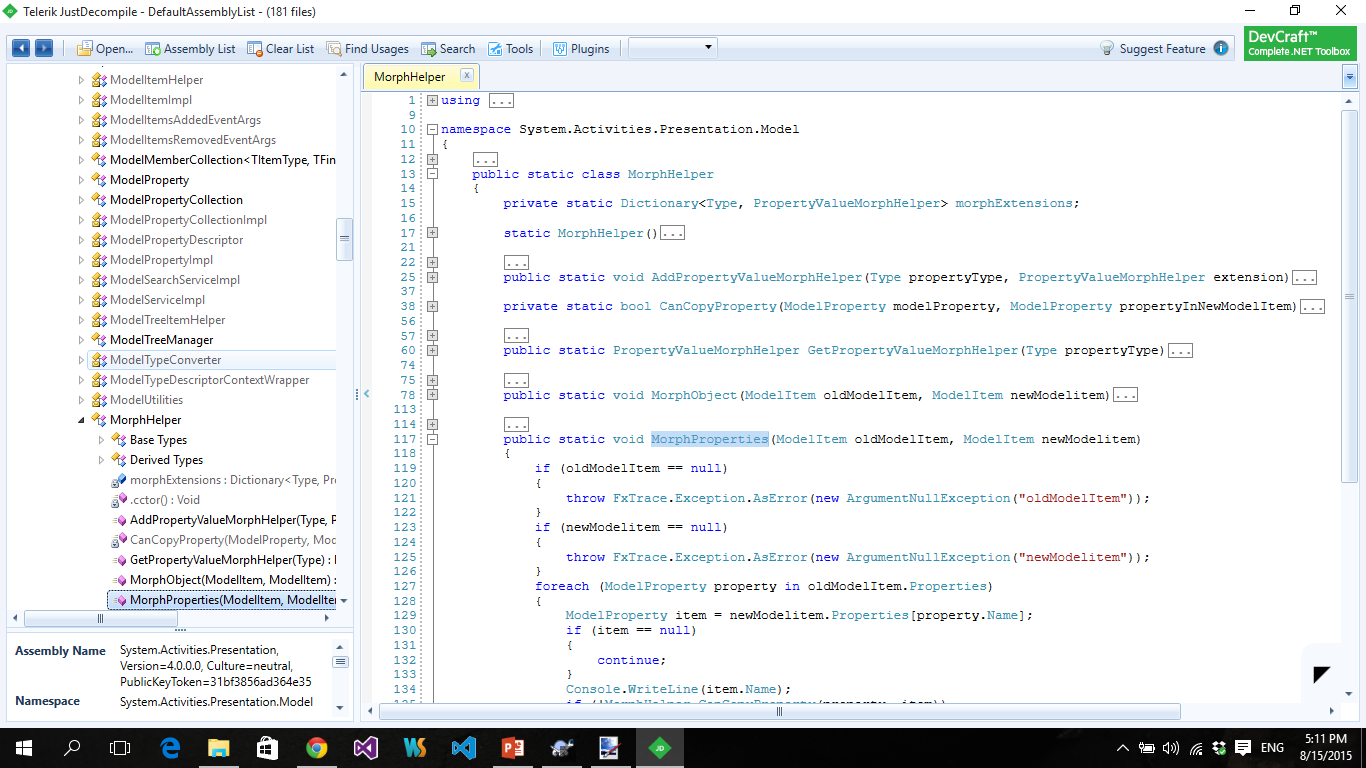 Telerik JustDecompile - DefaultAssemblyList - (181 files)
Open... Assembly List Clear List Find Usages Search Tools Plugins Suggest Feature
DevCraft™
Complete .NET Toolbox
ModelItemHelper
ModelItemImpl
ModelItemsAddedEventArgs
ModelItemsRemovedEventArgs
ModelMemberCollection<TItemType, TFin
ModelProperty
ModelPropertyCollection
ModelPropertyCollectionImpl
ModelPropertyDescriptor
ModelPropertyImpl
ModelSearchServiceImpl
ModelServiceImpl
ModelTreeItemHelper
ModelTreeManager
ModelTypeConverter
ModelTypeDescriptorContextWrapper
ModelUtilities
MorphHelper
Base Types
Derived Types
morphExtensions : Dictionary<Type, Pr
.cctor() : Void
AddPropertyValueMorphHelper(Type, P
CanCopyProperty(ModelProperty, Mod
GetPropertyValueMorphHelper(Type) :
MorphObject(ModelItem, ModelItem) :
MorphProperties(ModelItem, ModelIte
Assembly Name System.Activities.Presentation,
Version=4.0.0.0, Culture=neutral,
PublicKeyToken=31bf3856ad364e35
Namespace System.Activities.Presentation.Model
MorphHelper x
1 using ...
9
10 namespace System.Activities.Presentation.Model
11 {
12 ...
13 public static class MorphHelper
14 {
15 private static Dictionary<Type, PropertyValueMorphHelper> morphExtensions;
16
17 static MorphHelper()...
21
22 ...
25 public static void AddPropertyValueMorphHelper(Type propertyType, PropertyValueMorphHelper extension)...
37
38 private static bool CanCopyProperty(ModelProperty modelProperty, ModelProperty propertyInNewModelItem)...
56
57 ...
60 public static PropertyValueMorphHelper GetPropertyValueMorphHelper(Type propertyType)...
74
75 ...
78 public static void MorphObject(ModelItem oldModelItem, ModelItem newModelitem)...
113
114 ...
117 public static void MorphProperties(ModelItem oldModelItem, ModelItem newModelitem)
118 {
119 if (oldModelItem == null)
120 {
121 throw FxTrace.Exception.AsError(new ArgumentNullException("oldModelItem"));
122 }
123 if (newModelitem == null)
124 {
125 throw FxTrace.Exception.AsError(new ArgumentNullException("newModelitem"));
126 }
127 foreach (ModelProperty property in oldModelItem.Properties)
128 {
129 ModelProperty item = newModelitem.Properties[property.Name];
130 if (item == null)
131 {
132 continue;
133 }
134 Console.WriteLine(item.Name);
135 if (!MorphHelper.CanCopyProperty(property, item))
ENG
5:11 PM
8/15/2015